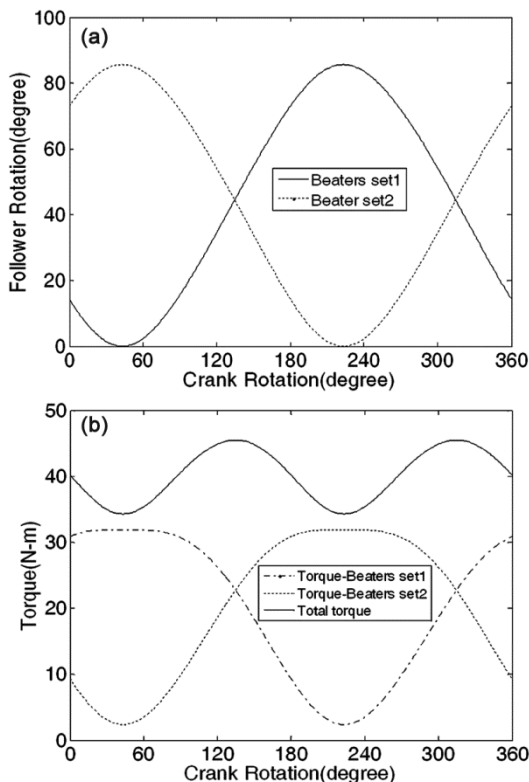 (a)
100
80
60
40
20
0
Follower Rotation(degree)
Beaters set1
Beater set2
0 60 120 180 240 300 360
Crank Rotation(degree)
(b)
50
40
30
20
10
0
Torque(N-m)
Torque-Beaters set1
Torque-Beaters set2
Total torque
0 60 120 180 240 300 360
Crank Rotation(degree)